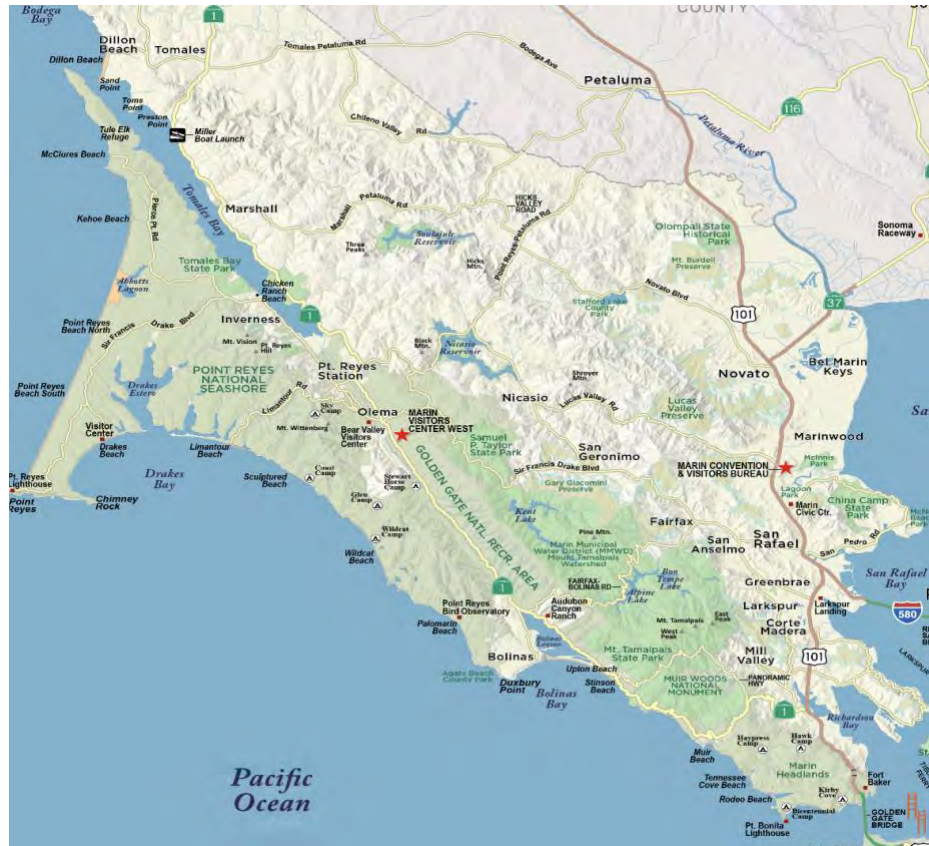 Bodega
Bay
1
COUNTY
Dillon
Beach
Tomales
Tomales Petaluma Rd
Bodega Ave
Dillon Beach
Petaluma
Sand
Point
Toms
Point
Preston
Point
116
Petaluma River
Miller
Boat Launch
Chileno Valley Rd
Tule Elk
Refuge
McClures Beach
Tomales Bay
Pierce Pt. Rd
Kehoe Beach
Marshall
Marshall Petaluma Rd
HICKS
VALLEY
ROAD
Point Reyes-Petaluma Rd
Soulajule
Reservoir
Three
Peaks
Hicks
Mtn.
Olompali State
Historical
Park
Mt. Burdell
Preserve
Sonoma
Raceway
Tomales Bay
State Park
Abbotts
Lagoon
Chicken
Ranch
Beach
Novato Blvd
Stafford Lake
County
Park
37
101
1
Point Reyes
Beach North
Sir Francis Drake Blvd
Inverness
Mt. Vision
Pt. Reyes
Hill
Black
Mtn.
Nicasio
Reservoir
Pt. Reyes
Station
POINT REYES
NATIONAL
SEASHORE
Shroyer
Mtn.
Novato
Bel Marin
Keys
Point Reyes
Beach South
Drakes
Estero
Limantour Rd
Sky
Camp
Olema
MARIN
VISITORS
CENTER WEST
Nicasio
Lucas Valley Rd
Lucas
Valley
Preserve
Visitor
Center
Drakes
Beach
Limantour
Beach
Mt. Wittenberg
Bear Valley
Visitors
Center
Samuel
P. Taylor
State Park
San
Geronimo
Marinwood
McInnis
Park
MARIN CONVENTION
& VISITORS BUREAU
Sir Francis Drake Blvd
Gary Giacomini
Preserve
Lagoon
Park
Marin
Civic Ctr.
China Camp
State
Park
Pt. Reyes
Lighthouse
Point
Reyes
Chimney
Rock
Drakes
Bay
Sculptured
Beach
Coast
Camp
Stewart
Horse
Camp
Glen
Camp
GOLDEN GATE NATL. RECR. AREA
Kent
Lake
Wildcat
Camp
Wildcat
Beach
Pine Mtn.
Marin Municipal
Water District (MMWD)
Mount Tamalpais
Watershed
Fairfax
San
Anselmo
San
Rafael
San Pedro Rd
San Rafael
Bay
FAIRFAX-
BOLINAS RD
Bon
Tempe
Lake
Alpine
Lake
Greenbrae
580
1
Point Reyes
Bird Observatory
Palomarin
Beach
Audubon
Canyon
Ranch
Larkspur
Larkspur
Landing
Corte
Madera
Mt. Tamalpais
East
Peak
West
Peak
Mt. Tamalpais
State Park
Mill
Valley
101
Bolinas
Lagoon
Bolinas
Agate Beach
County Park
Duxbury
Point
Bolinas
Bay
Upton Beach
Stinson
Beach
MUIR WOODS
NATIONAL
MONUMENT
PANORAMIC
HWY
1
Richardson
Bay
Haypress
Camp
Hawk
Camp
Muir
Beach
Marin
Headlands
Tennessee
Cove Beach
Rodeo Beach
Kirby
Cove
Fort
Baker
Bicentennial
Camp
Pt. Bonita
Lighthouse
GOLDEN
GATE
BRIDGE
Pacific
Ocean